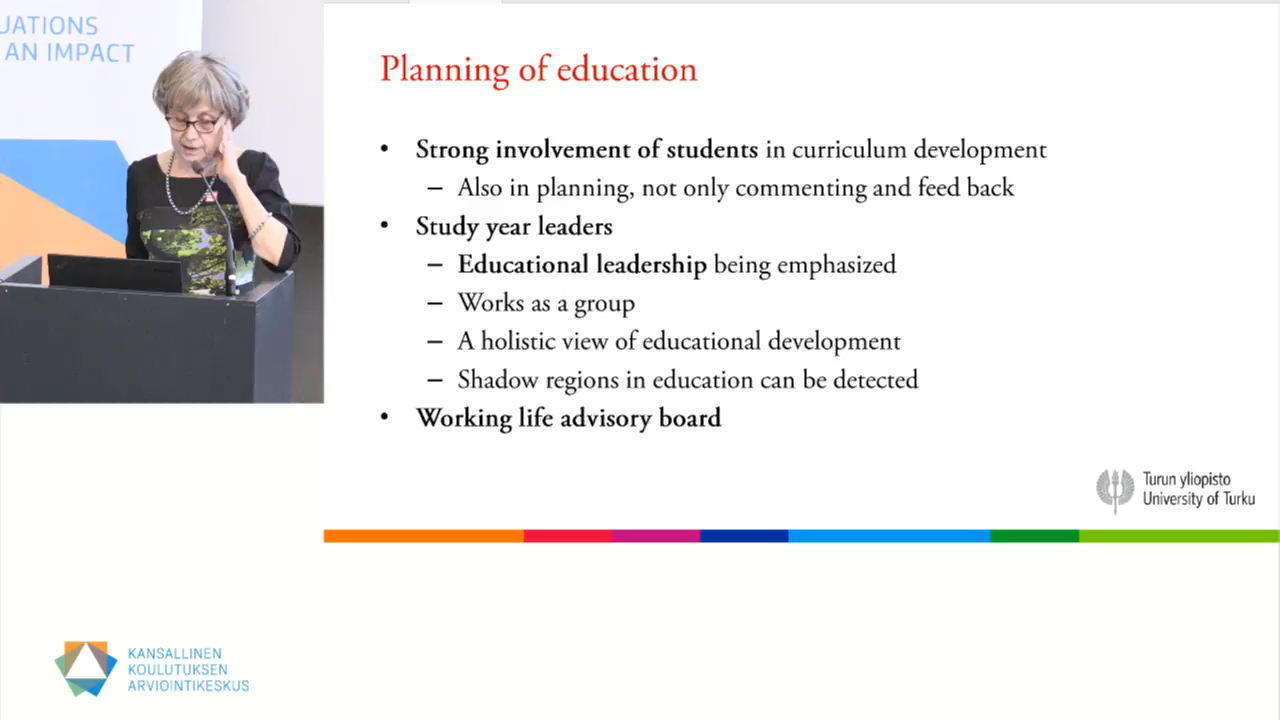 AN IMPACT
Planning of education
• Strong involvement of students in curriculum development
– Also in planning, not only commenting and feed back
• Study year leaders
– Educational leadership being emphasized
– Works as a group
– A holistic view of educational development
– Shadow regions in education can be detected
• Working life advisory board
Turun yliopisto
University of Turku
KANSALLINEN
KOULUTUKSEN
ARVIOINTIKESKUS